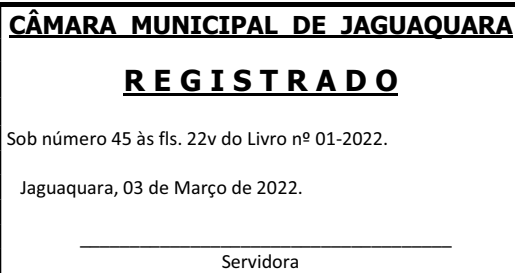 CÂMARA MUNICIPAL DE JAGUAQUARA
R E G I S T R A D O
Sob número 45 às fls. 22v do Livro nº 01-2022.
Jaguaquara, 03 de Março de 2022.
Servidora